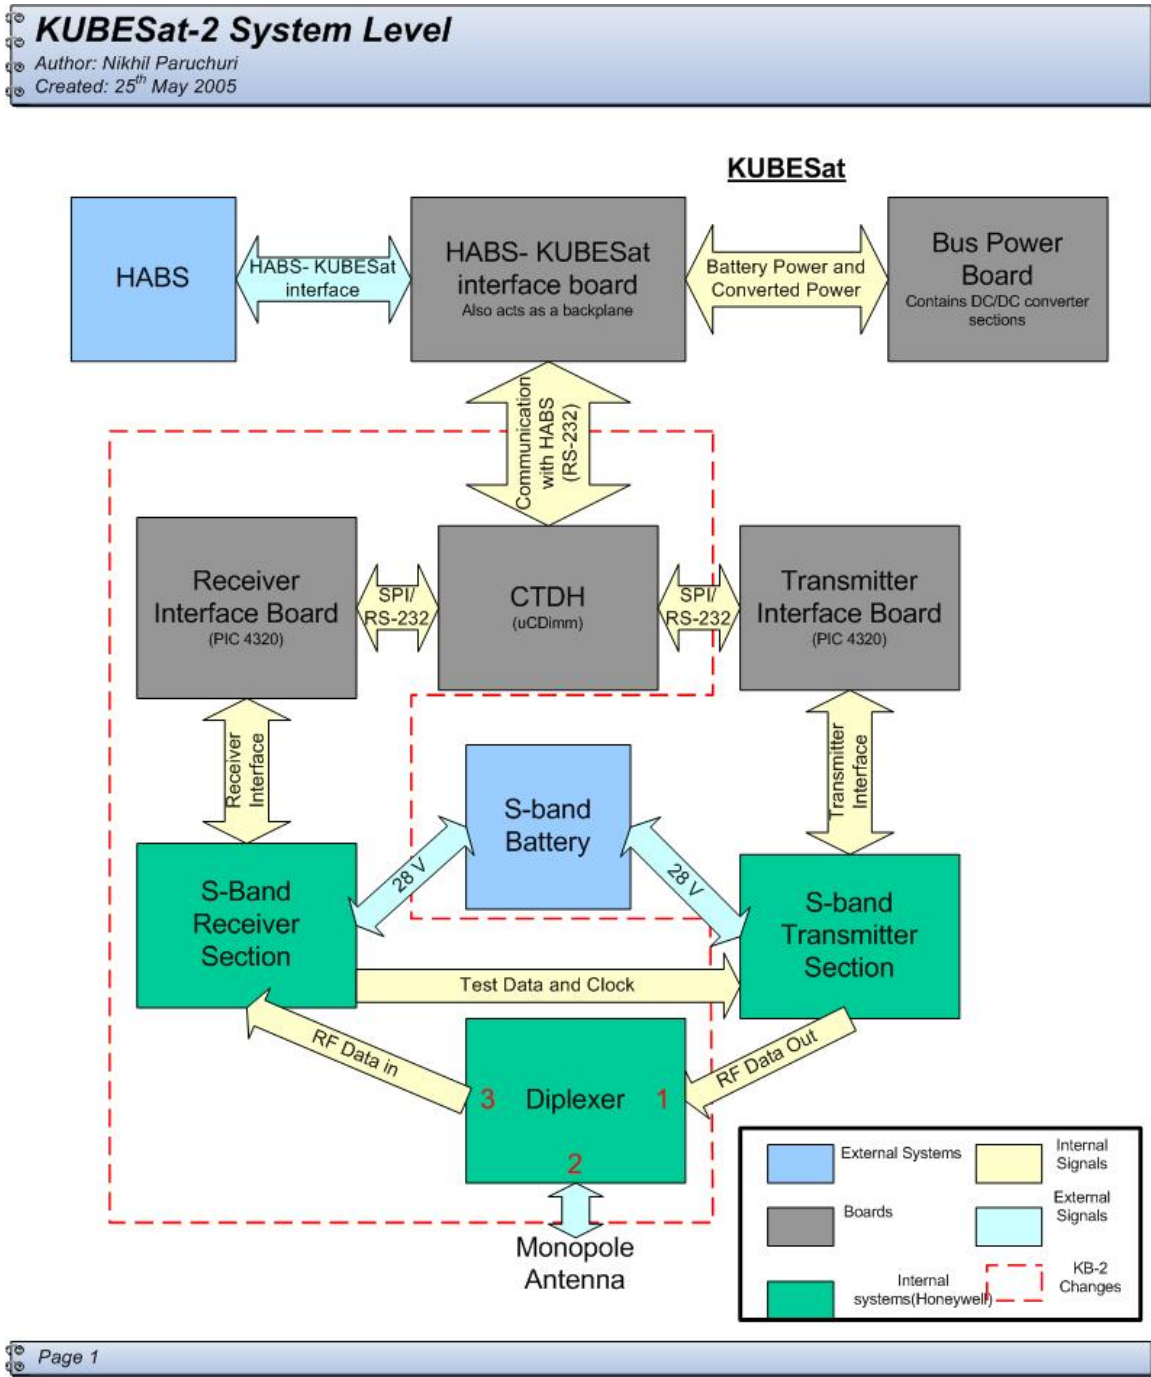 KUBESat-2 System Level
Author: Nikhil Paruchuri
Created: 25th May 2005
KUBESat
HABS
HABS- KUBESat
interface
HABS- KUBESat
interface board
Also acts as a backplane
Battery Power and
Converted Power
Bus Power
Board
Contains DC/DC converter
sections
Communication
with HABS
(RS-232)
Receiver
Interface Board
(PIC 4320)
SPI/
RS-232
CTDH
(uCDimm)
SPI/
RS-232
Transmitter
Interface Board
(PIC 4320)
Receiver
Interface
Transmitter
Interface
S-band
Battery
28 V
28 V
S-Band
Receiver
Section
S-band
Transmitter
Section
Test Data and Clock
RF Data in
RF Data Out
3
Diplexer
1
2
Monopole
Antenna
External Systems
Internal
Signals
Boards
External
Signals
Internal
systems(Honeywell)
KB-2
Changes
Page 1